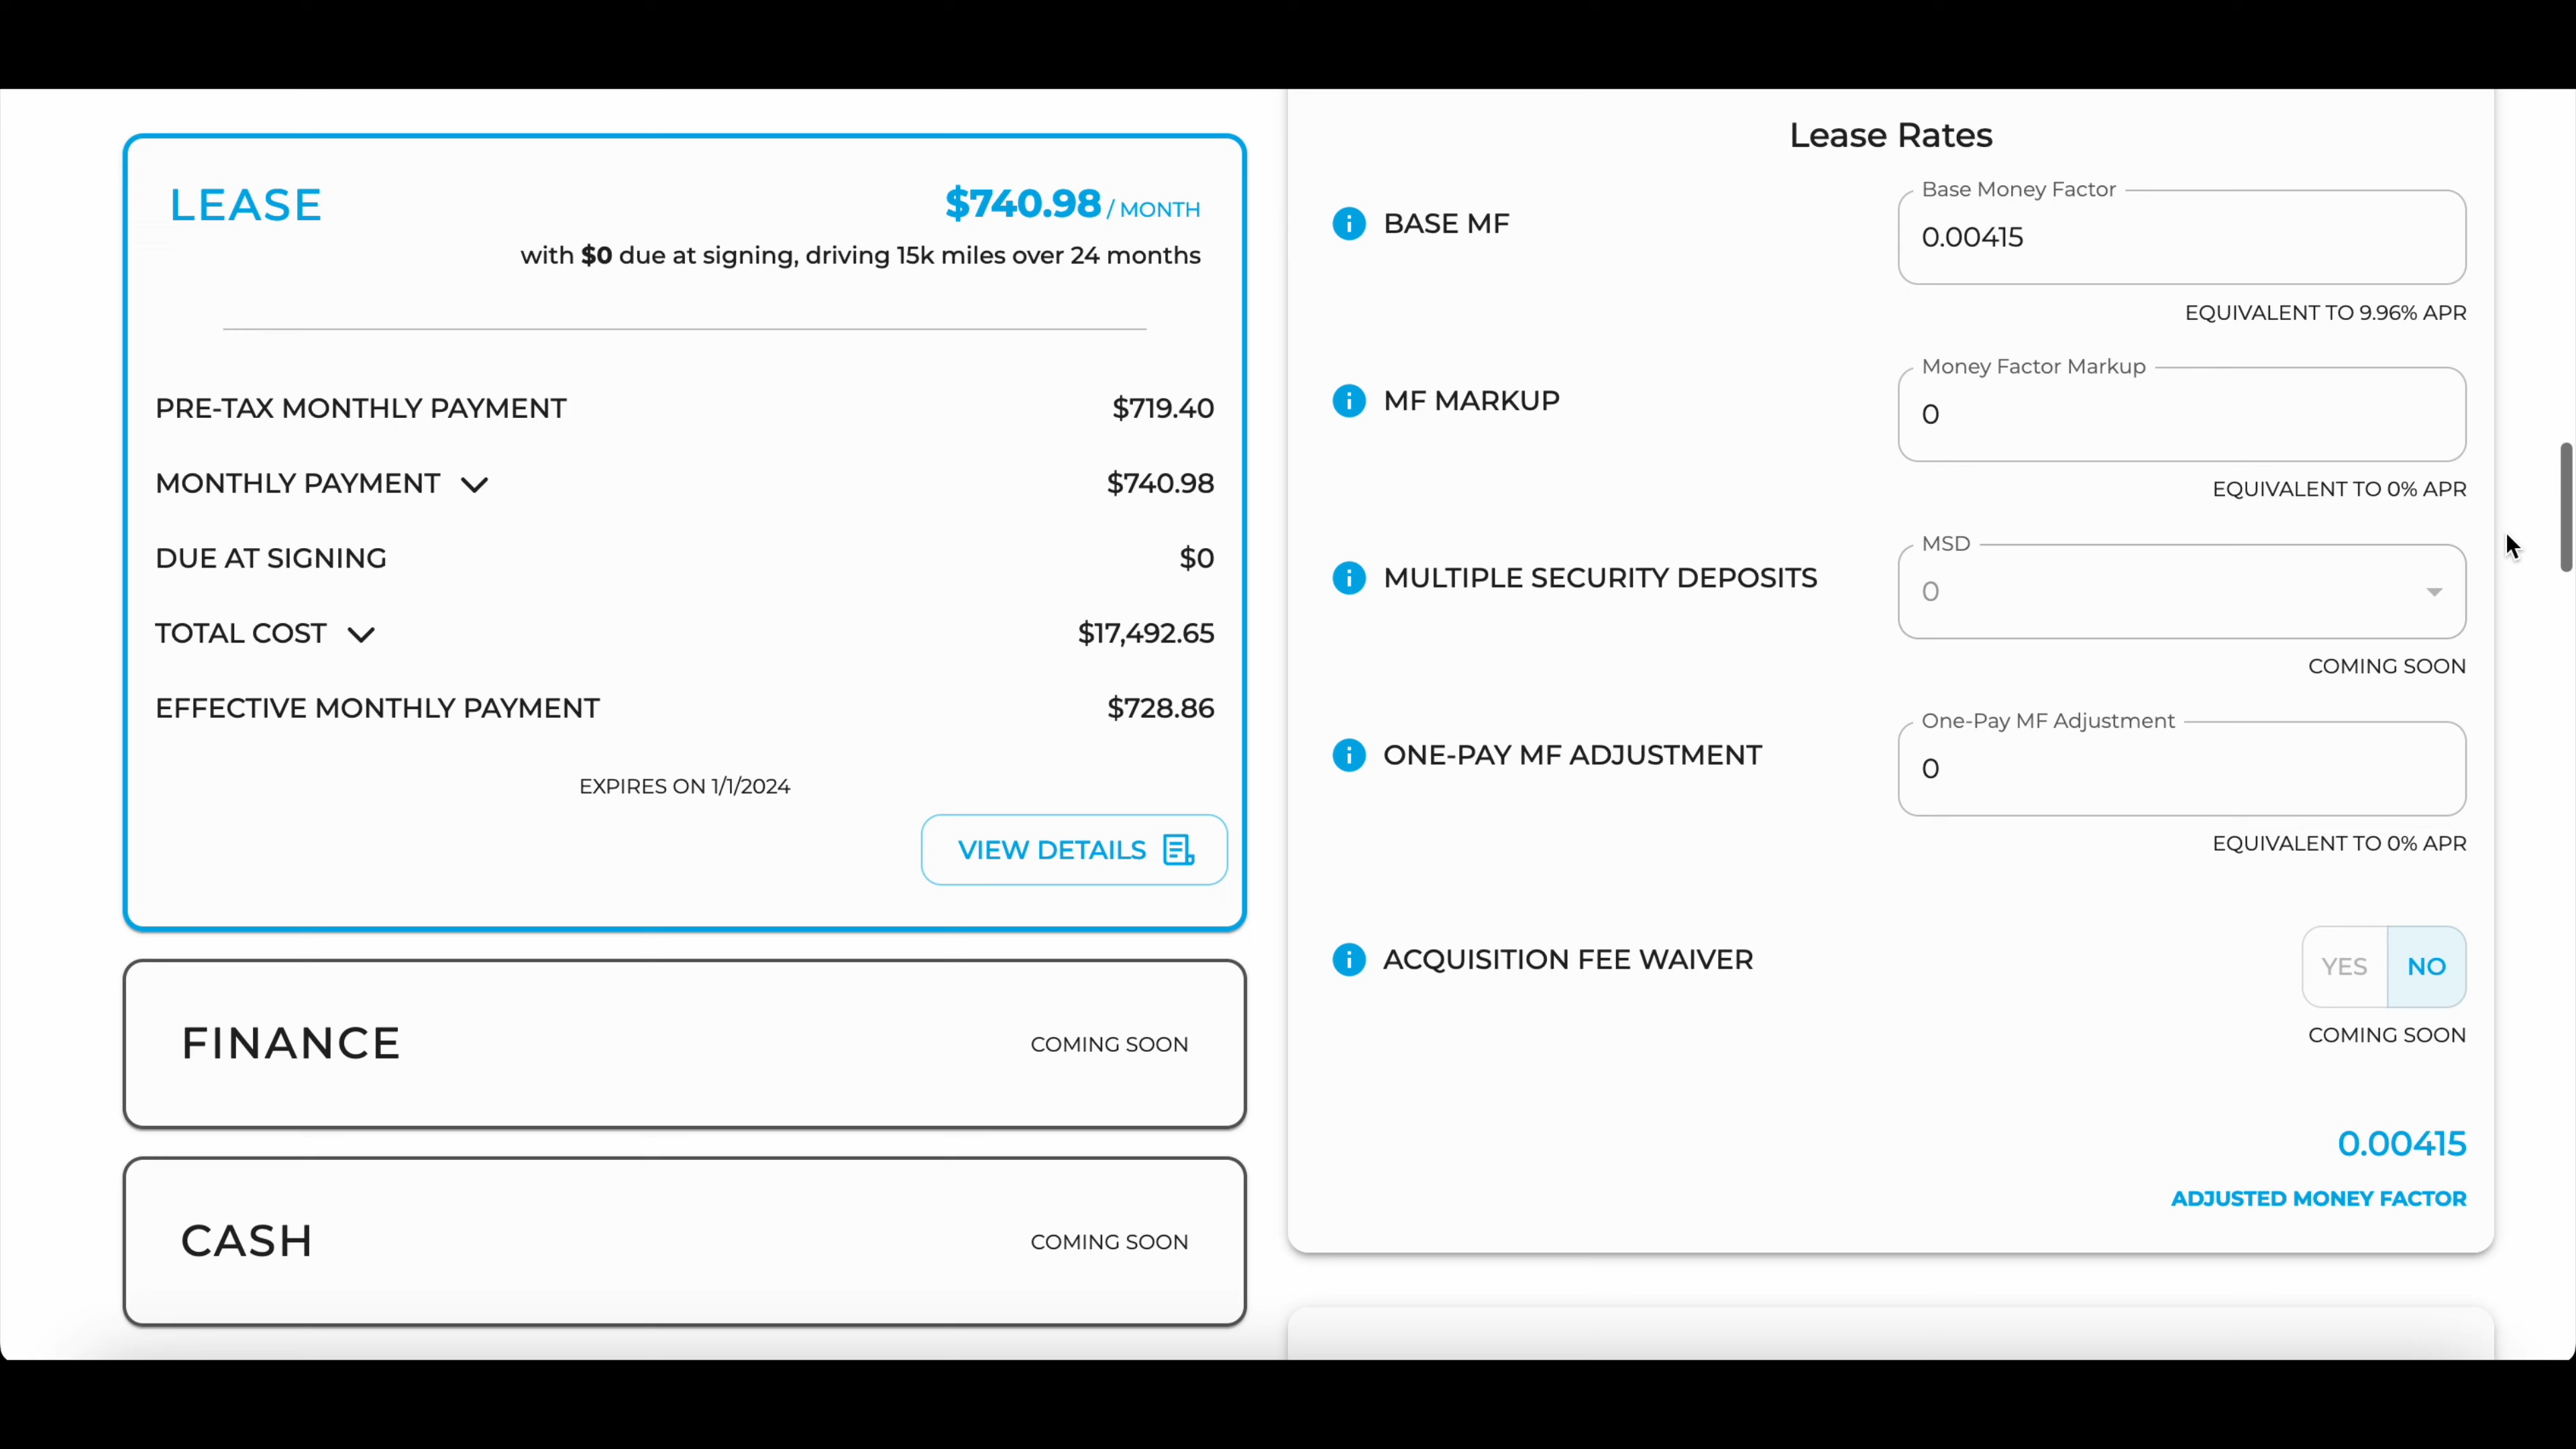 LEASE
$740.98 / MONTH
with $0 due at signing, driving 15k miles over 24 months
PRE-TAX MONTHLY PAYMENT $719.40
MONTHLY PAYMENT $740.98
DUE AT SIGNING $0
TOTAL COST $17,492.65
EFFECTIVE MONTHLY PAYMENT $728.86
EXPIRES ON 1/1/2024
VIEW DETAILS
FINANCE COMING SOON
CASH COMING SOON
Lease Rates
Base Money Factor
BASE MF 0.00415
EQUIVALENT TO 9.96% APR
Money Factor Markup
MF MARKUP 0
EQUIVALENT TO 0% APR
MSD
MULTIPLE SECURITY DEPOSITS 0
COMING SOON
One-Pay MF Adjustment
ONE-PAY MF ADJUSTMENT 0
EQUIVALENT TO 0% APR
ACQUISITION FEE WAIVER YES NO
COMING SOON
0.00415
ADJUSTED MONEY FACTOR